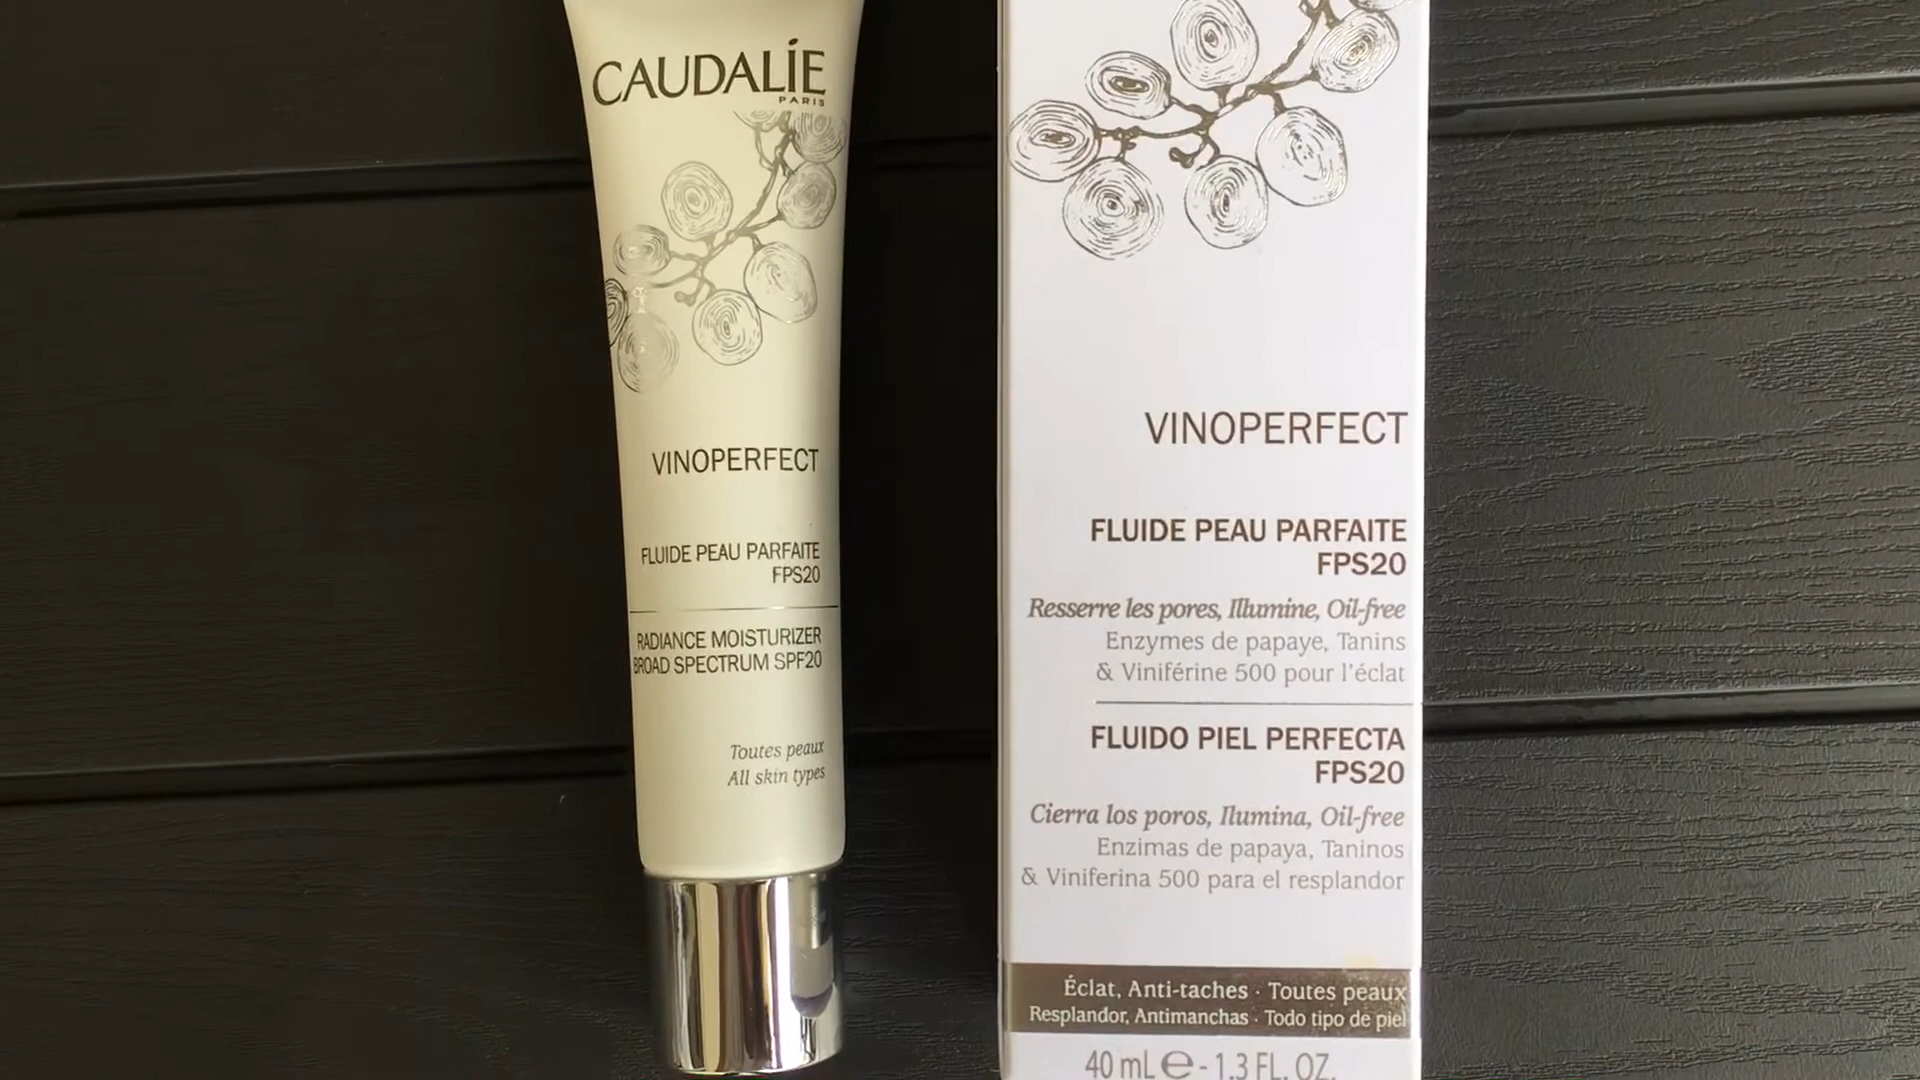 CAUDALÍE
PARIS
VINOPERFECT
FLUIDE PEAU PARFAITE
FPS20
RADIANCE MOISTURIZER
BROAD SPECTRUM SPF20
Toutes peaux
All skin types
VINOPERFECT
FLUIDE PEAU PARFAITE
FPS20
Resserre les pores, Illumine, Oil-free
Enzymes de papaye, Tanins
& Viniférine 500 pour l'éclat
FLUIDO PIEL PERFECTA
FPS20
Cierra los poros, Ilumina, Oil-free
Enzimas de papaya, Taninos
& Viniferina 500 para el resplandor
Éclat, Anti-taches · Toutes peaux
Resplandor, Antimanchas · Todo tipo de piel
40 mL ℮ - 1.3 FL. OZ.